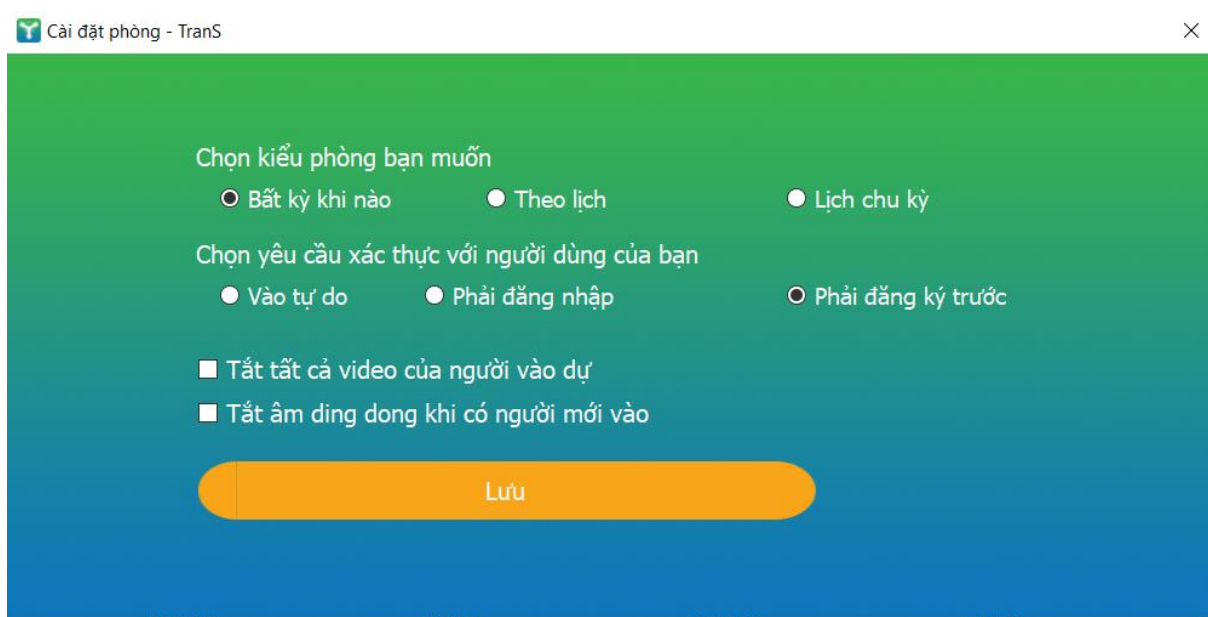 Cài đặt phòng - TranS
Chọn kiểu phòng bạn muốn
Bất kỳ khi nào Theo lịch Lịch chu kỳ
Chọn yêu cầu xác thực với người dùng của bạn
Vào tự do Phải đăng nhập Phải đăng ký trước
Tắt tất cả video của người vào dự
Tắt âm ding dong khi có người mới vào
Lưu